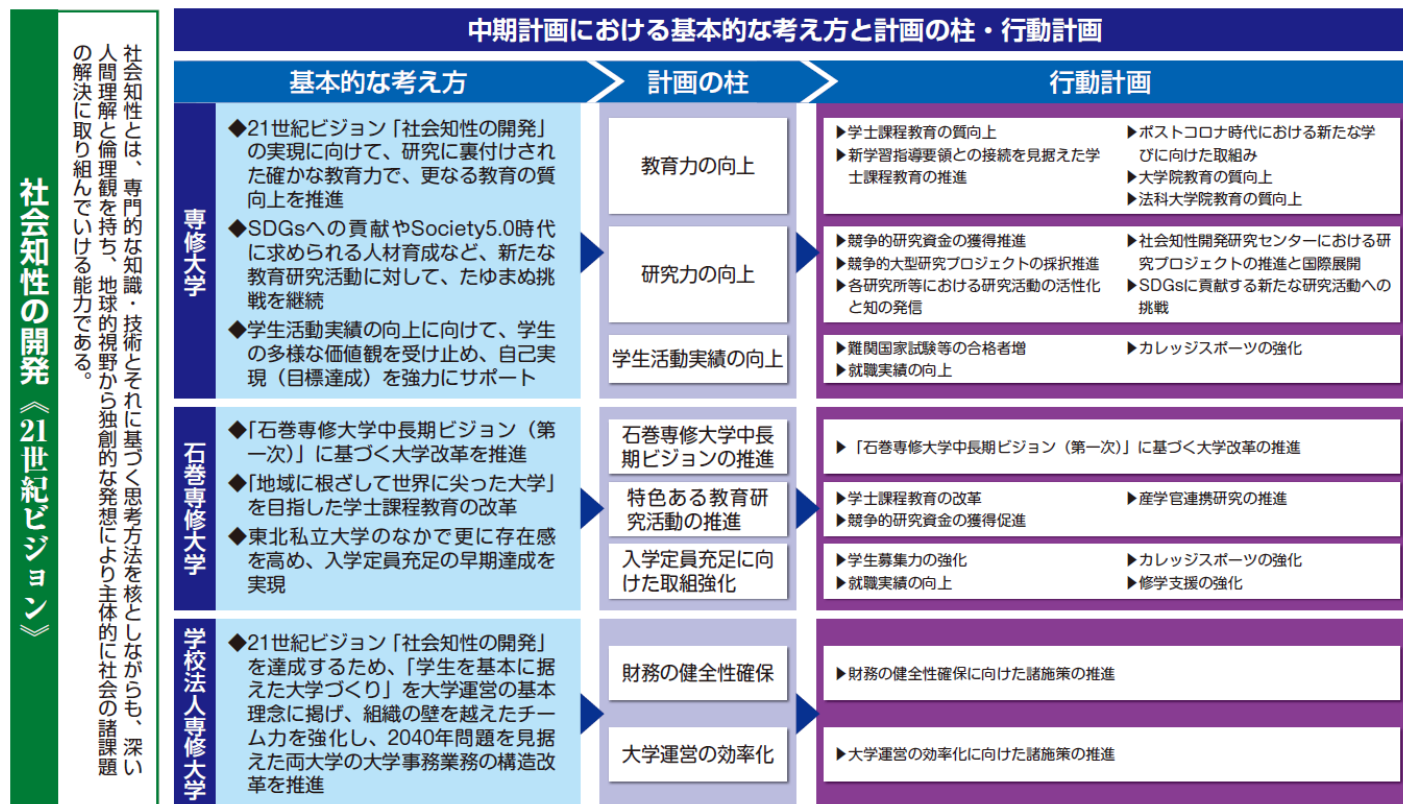 社会知性の開発《21世紀ビジョン》
社会知性とは、専門的な知識・技術とそれに基づく思考方法を核としながらも、深い
人間理解と倫理観を持ち、地球的視野から独創的な発想により主体的に社会の諸課題
の解決に取り組んでいける能力である。
中期計画における基本的な考え方と計画の柱・行動計画
基本的な考え方
計画の柱
行動計画
専修大学
◆21世紀ビジョン「社会知性の開発」
の実現に向けて、研究に裏付けされ
た確かな教育力で、更なる教育の質
向上を推進
◆SDGsへの貢献やSociety5.0時代
に求められる人材育成など、新たな
教育研究活動に対して、たゆまぬ挑
戦を継続
◆学生活動実績の向上に向けて、学生
の多様な価値観を受け止め、自己実
現（目標達成）を強力にサポート
教育力の向上
▶学士課程教育の質向上
▶新学習指導要領との接続を見据えた学
士課程教育の推進
▶ポストコロナ時代における新たな学
びに向けた取組み
▶大学院教育の質向上
▶法科大学院教育の質向上
研究力の向上
▶競争的研究資金の獲得推進
▶競争的大型研究プロジェクトの採択推進
▶各研究所等における研究活動の活性化
と知の発信
▶社会知性開発研究センターにおける研
究プロジェクトの推進と国際展開
▶SDGsに貢献する新たな研究活動への
挑戦
学生活動実績の向上
▶難関国家試験等の合格者増
▶就職実績の向上
▶カレッジスポーツの強化
石巻専修大学
◆「石巻専修大学中長期ビジョン（第
一次）」に基づく大学改革を推進
◆「地域に根ざして世界に尖った大学」
を目指した学士課程教育の改革
◆東北私立大学のなかで更に存在感
を高め、入学定員充足の早期達成を
実現
石巻専修大学中長
期ビジョンの推進
▶「石巻専修大学中長期ビジョン（第一次）」に基づく大学改革の推進
特色ある教育研
究活動の推進
▶学士課程教育の改革
▶競争的研究資金の獲得促進
▶産学官連携研究の推進
入学定員充足に向
けた取組強化
▶学生募集力の強化
▶就職実績の向上
▶カレッジスポーツの強化
▶修学支援の強化
学校法人専修大学
◆21世紀ビジョン「社会知性の開発」
を達成するため、「学生を基本に据
えた大学づくり」を大学運営の基本
理念に掲げ、組織の壁を越えたチー
ム力を強化し、2040年問題を見据
えた両大学の大学事務業務の構造改
革を推進
財務の健全性確保
▶財務の健全性確保に向けた諸施策の推進
大学運営の効率化
▶大学運営の効率化に向けた諸施策の推進